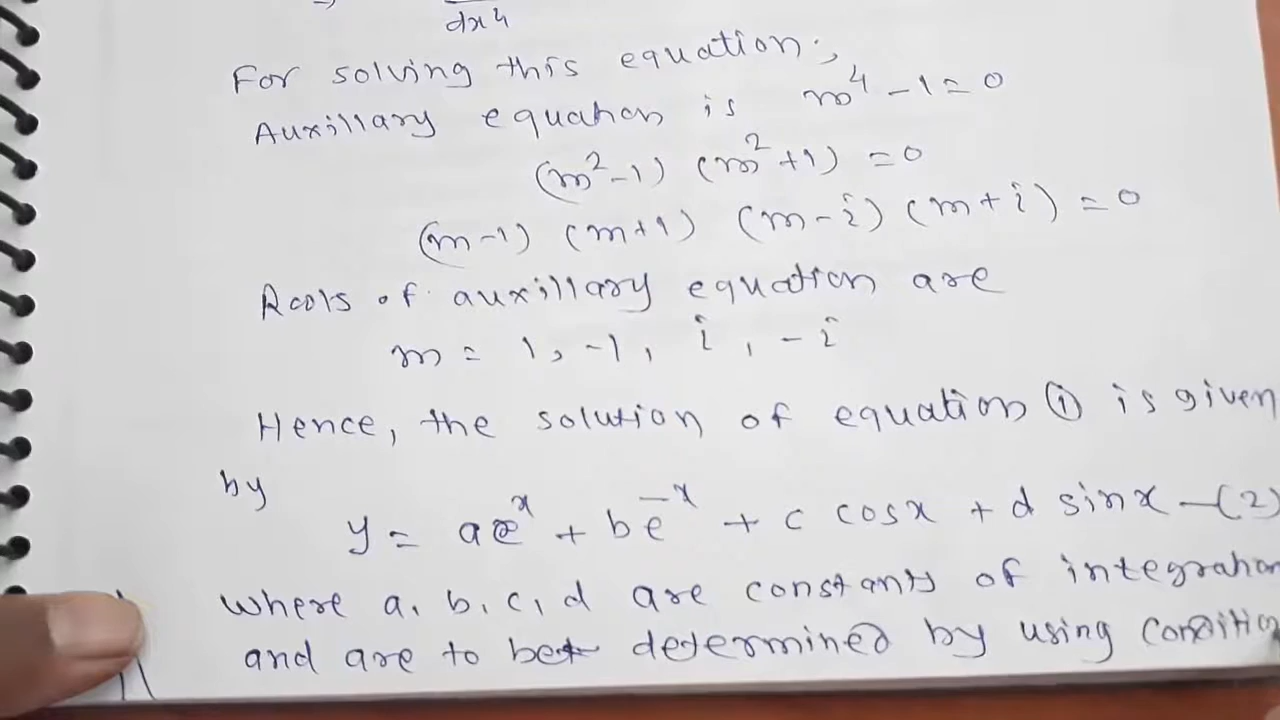 dx4
For solving this equation:,
Auxillary equation is m⁴ - 1 = 0
(m² - 1) (m² + 1) = 0
(m - 1) (m + 1) (m - i) (m + i) = 0
Roots of auxillary equation are
m = 1, -1, i, -i
Hence, the solution of equation ① is given
by
y = ae^x + be^-x + c cosx + d sinx —(2)
where a, b, c, d are constants of integration
and are to be determined by using condition